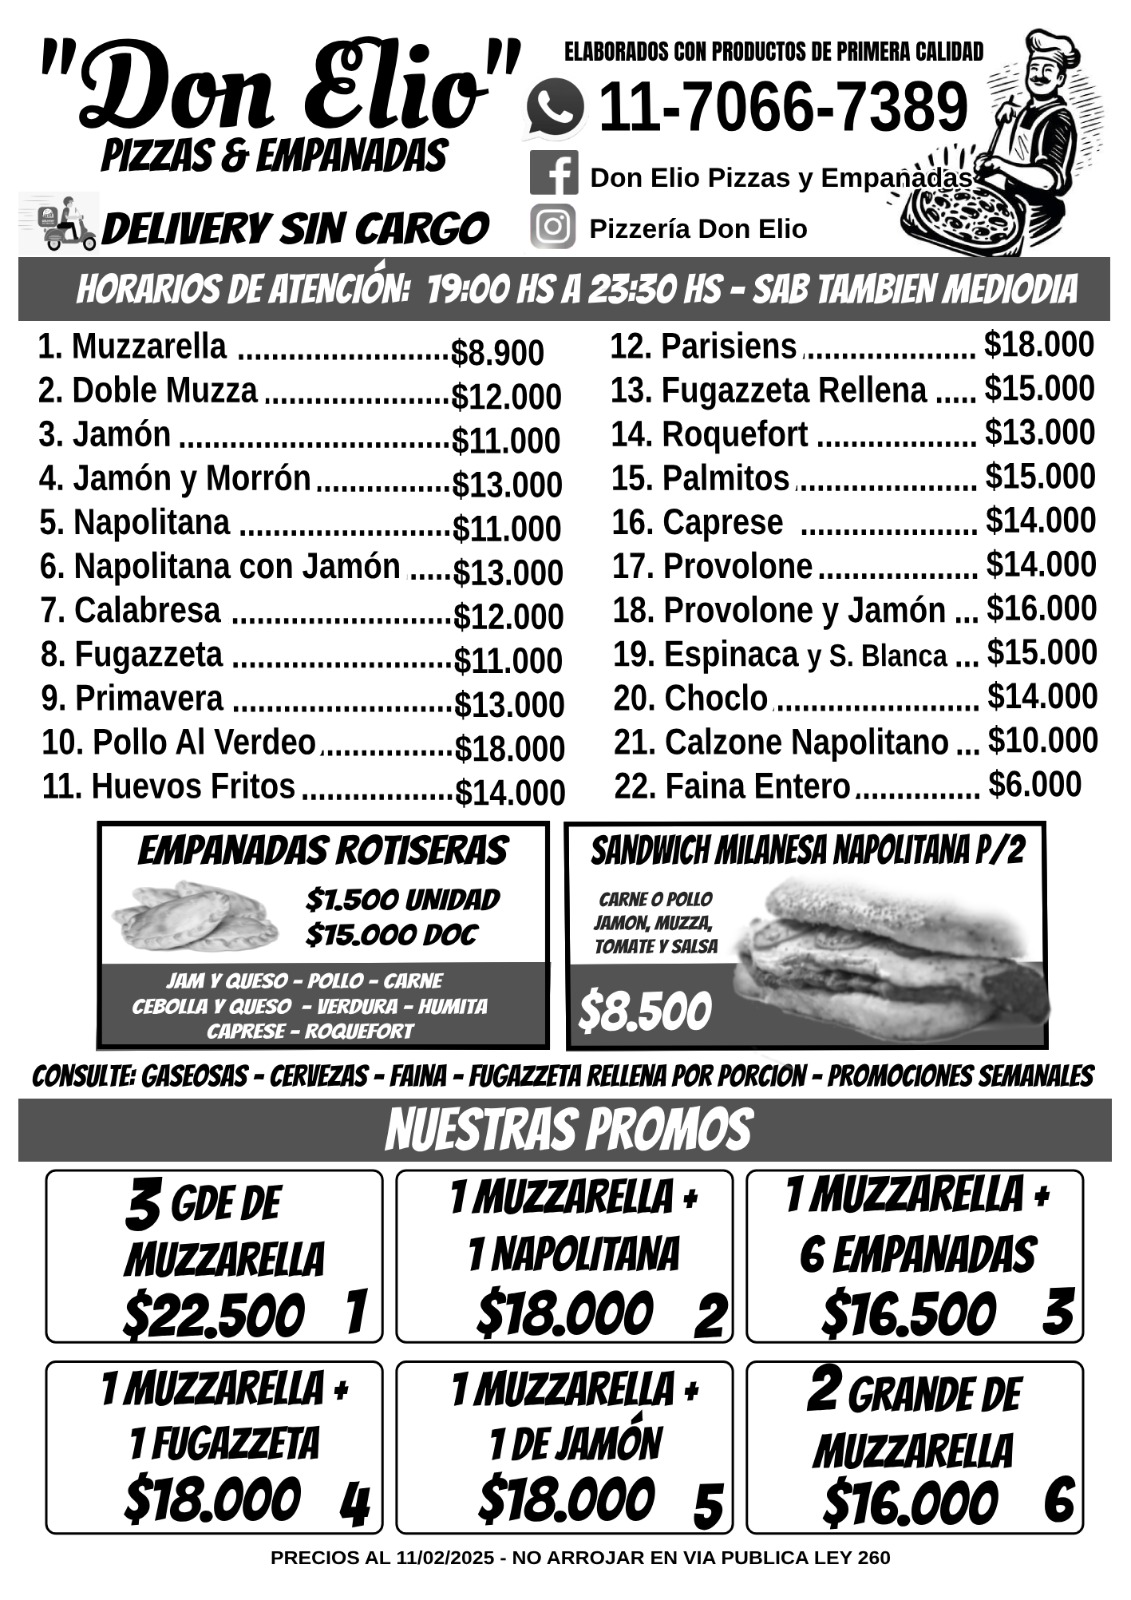 "Don Elio"
PIZZAS & EMPANADAS
DELIVERY SIN CARGO
ELABORADOS CON PRODUCTOS DE PRIMERA CALIDAD
11-7066-7389
Don Elio Pizzas y Empanadas
Pizzería Don Elio
HORARIOS DE ATENCIÓN: 19:00 HS A 23:30 HS - SAB TAMBIEN MEDIODIA
1. Muzzarella ..........................$8.900
2. Doble Muzza ......................$12.000
3. Jamón ................................$11.000
4. Jamón y Morrón ................$13.000
5. Napolitana .........................$11.000
6. Napolitana con Jamón .....$13.000
7. Calabresa ..........................$12.000
8. Fugazzeta ..........................$11.000
9. Primavera ..........................$13.000
10. Pollo Al Verdeo ................$18.000
11. Huevos Fritos ..................$14.000
12. Parisiens .................... $18.000
13. Fugazzeta Rellena ..... $15.000
14. Roquefort ................... $13.000
15. Palmitos ..................... $15.000
16. Caprese ..................... $14.000
17. Provolone ................... $14.000
18. Provolone y Jamón ... $16.000
19. Espinaca y S. Blanca ... $15.000
20. Choclo ........................ $14.000
21. Calzone Napolitano ... $10.000
22. Faina Entero ............... $6.000
EMPANADAS ROTISERAS
$1.500 UNIDAD
$15.000 DOC
JAM Y QUESO - POLLO - CARNE
CEBOLLA Y QUESO - VERDURA - HUMITA
CAPRESE - ROQUEFORT
SANDWICH MILANESA NAPOLITANA P/2
CARNE O POLLO
JAMON, MUZZA,
TOMATE Y SALSA
$8.500
CONSULTE: GASEOSAS - CERVEZAS - FAINA - FUGAZZETA RELLENA POR PORCION - PROMOCIONES SEMANALES
NUESTRAS PROMOS
3 GDE DE
MUZZARELLA
$22.500 1
1 MUZZARELLA +
1 NAPOLITANA
$18.000 2
1 MUZZARELLA +
6 EMPANADAS
$16.500 3
1 MUZZARELLA +
1 FUGAZZETA
$18.000 4
1 MUZZARELLA +
1 DE JAMÓN
$18.000 5
2 GRANDE DE
MUZZARELLA
$16.000 6
PRECIOS AL 11/02/2025 - NO ARROJAR EN VIA PUBLICA LEY 260